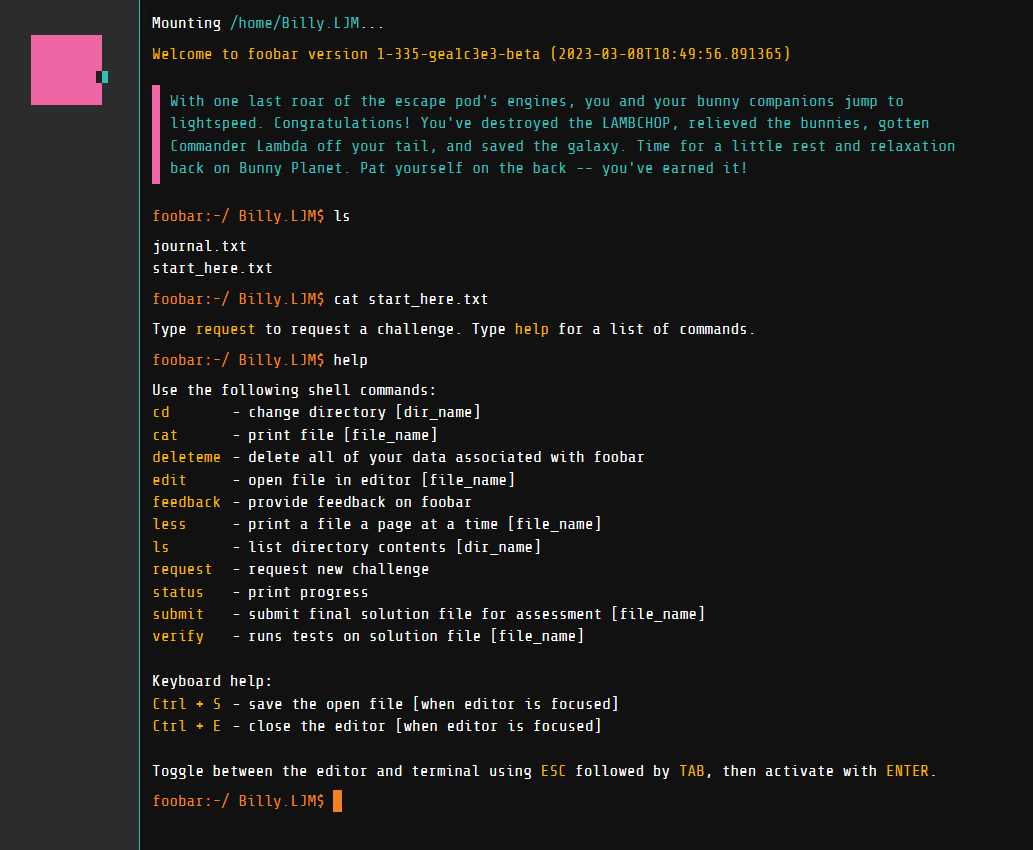 Mounting /home/Billy.LJM...
Welcome to foobar version 1-335-gea1c3e3-beta (2023-03-08T18:49:56.891365)
With one last roar of the escape pod's engines, you and your bunny companions jump to
lightspeed. Congratulations! You've destroyed the LAMBCHOP, relieved the bunnies, gotten
Commander Lambda off your tail, and saved the galaxy. Time for a little rest and relaxation
back on Bunny Planet. Pat yourself on the back -- you've earned it!
foobar:~/ Billy.LJM$ ls
journal.txt
start_here.txt
foobar:~/ Billy.LJM$ cat start_here.txt
Type request to request a challenge. Type help for a list of commands.
foobar:~/ Billy.LJM$ help
Use the following shell commands:
cd - change directory [dir_name]
cat - print file [file_name]
deleteme - delete all of your data associated with foobar
edit - open file in editor [file_name]
feedback - provide feedback on foobar
less - print a file a page at a time [file_name]
ls - list directory contents [dir_name]
request - request new challenge
status - print progress
submit - submit final solution file for assessment [file_name]
verify - runs tests on solution file [file_name]
Keyboard help:
Ctrl + S - save the open file [when editor is focused]
Ctrl + E - close the editor [when editor is focused]
Toggle between the editor and terminal using ESC followed by TAB, then activate with ENTER.
foobar:~/ Billy.LJM$